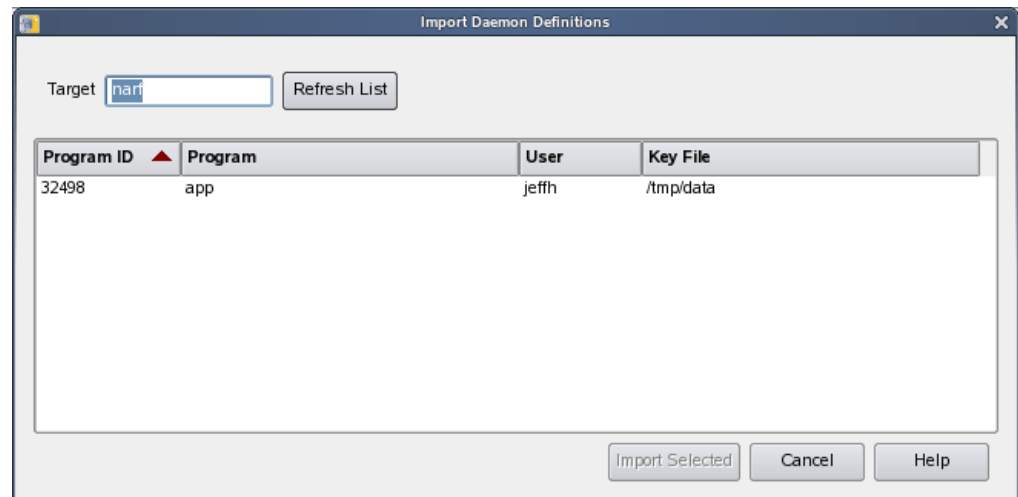 Import Daemon Definitions
Target narf Refresh List
Program ID Program User Key File
32498 app jeffh /tmp/data
Import Selected Cancel Help